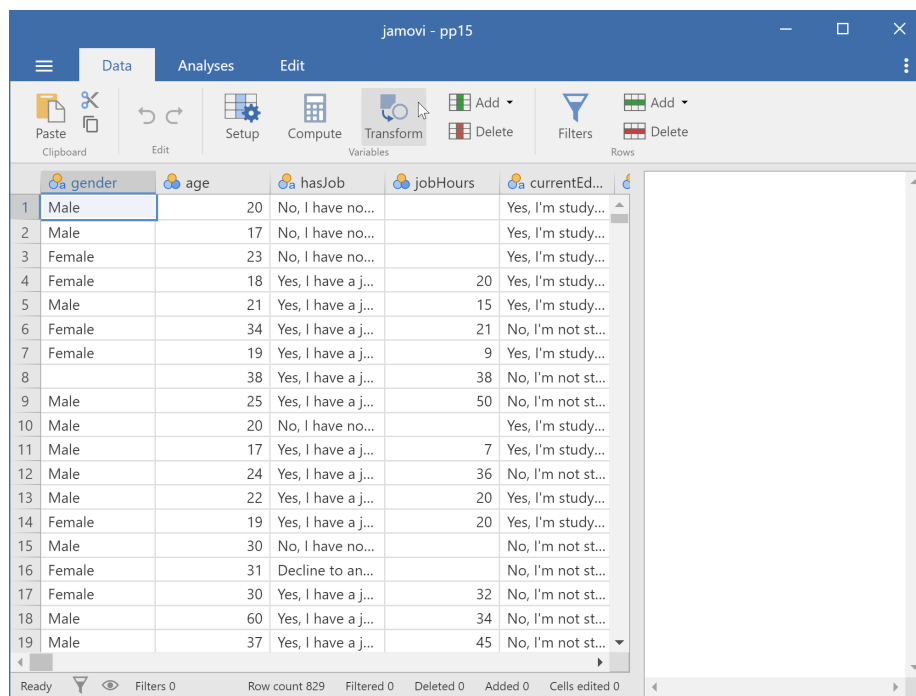 jamovi - pp15
Data Analyses Edit
Paste Setup Compute Transform Add Delete Filters Add Delete
Clipboard Edit Variables Rows
gender age hasJob jobHours currentEd...
1 Male 20 No, I have no... Yes, I'm study...
2 Male 17 No, I have no... Yes, I'm study...
3 Female 23 No, I have no... Yes, I'm study...
4 Female 18 Yes, I have a j... 20 Yes, I'm study...
5 Male 21 Yes, I have a j... 15 Yes, I'm study...
6 Female 34 Yes, I have a j... 21 No, I'm not st...
7 Female 19 Yes, I have a j... 9 Yes, I'm study...
8 38 Yes, I have a j... 38 No, I'm not st...
9 Male 25 Yes, I have a j... 50 No, I'm not st...
10 Male 20 No, I have no... Yes, I'm study...
11 Male 17 Yes, I have a j... 7 Yes, I'm study...
12 Male 24 Yes, I have a j... 36 No, I'm not st...
13 Male 22 Yes, I have a j... 20 Yes, I'm study...
14 Female 19 Yes, I have a j... 20 Yes, I'm study...
15 Male 30 No, I have no... No, I'm not st...
16 Female 31 Decline to an... No, I'm not st...
17 Female 30 Yes, I have a j... 32 No, I'm not st...
18 Male 60 Yes, I have a j... 34 No, I'm not st...
19 Male 37 Yes, I have a j... 45 No, I'm not st...
Ready Filters 0 Row count 829 Filtered 0 Deleted 0 Added 0 Cells edited 0